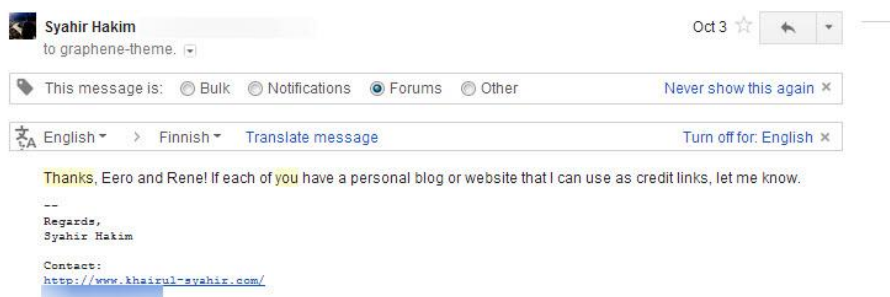 Syahir Hakim
Oct 3
to graphene-theme.
This message is: Bulk Notifications Forums Other Never show this again ×
English > Finnish Translate message Turn off for: English ×
Thanks, Eero and Rene! If each of you have a personal blog or website that I can use as credit links, let me know.
--
Regards,
Syahir Hakim
Contact:
http://www.khairul-syahir.com/